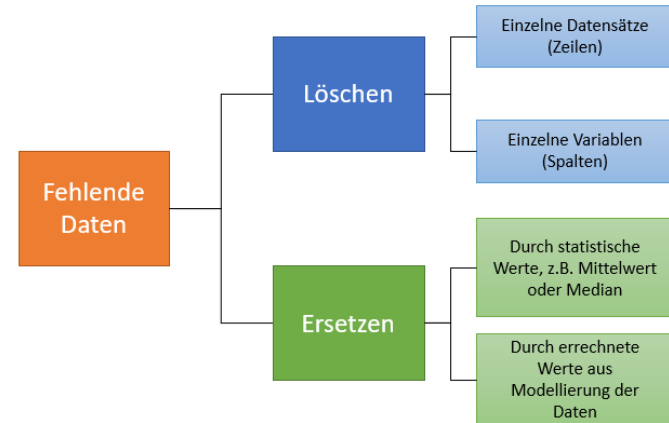 Fehlende
Daten
Löschen
Einzelne Datensätze
(Zeilen)
Einzelne Variablen
(Spalten)
Ersetzen
Durch statistische
Werte, z.B. Mittelwert
oder Median
Durch errechnete
Werte aus
Modellierung der
Daten